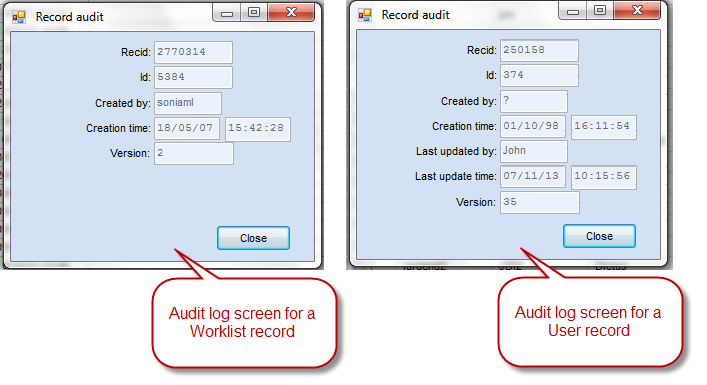 Record audit
Recid: 2770314
Id: 5384
Created by: soniaml
Creation time: 18/05/07 15:42:28
Version: 2
Close
Audit log screen for a
Worklist record
Record audit
Recid: 250158
Id: 374
Created by: ?
Creation time: 01/10/98 16:11:54
Last updated by: John
Last update time: 07/11/13 10:15:56
Version: 35
Close
Audit log screen for a
User record